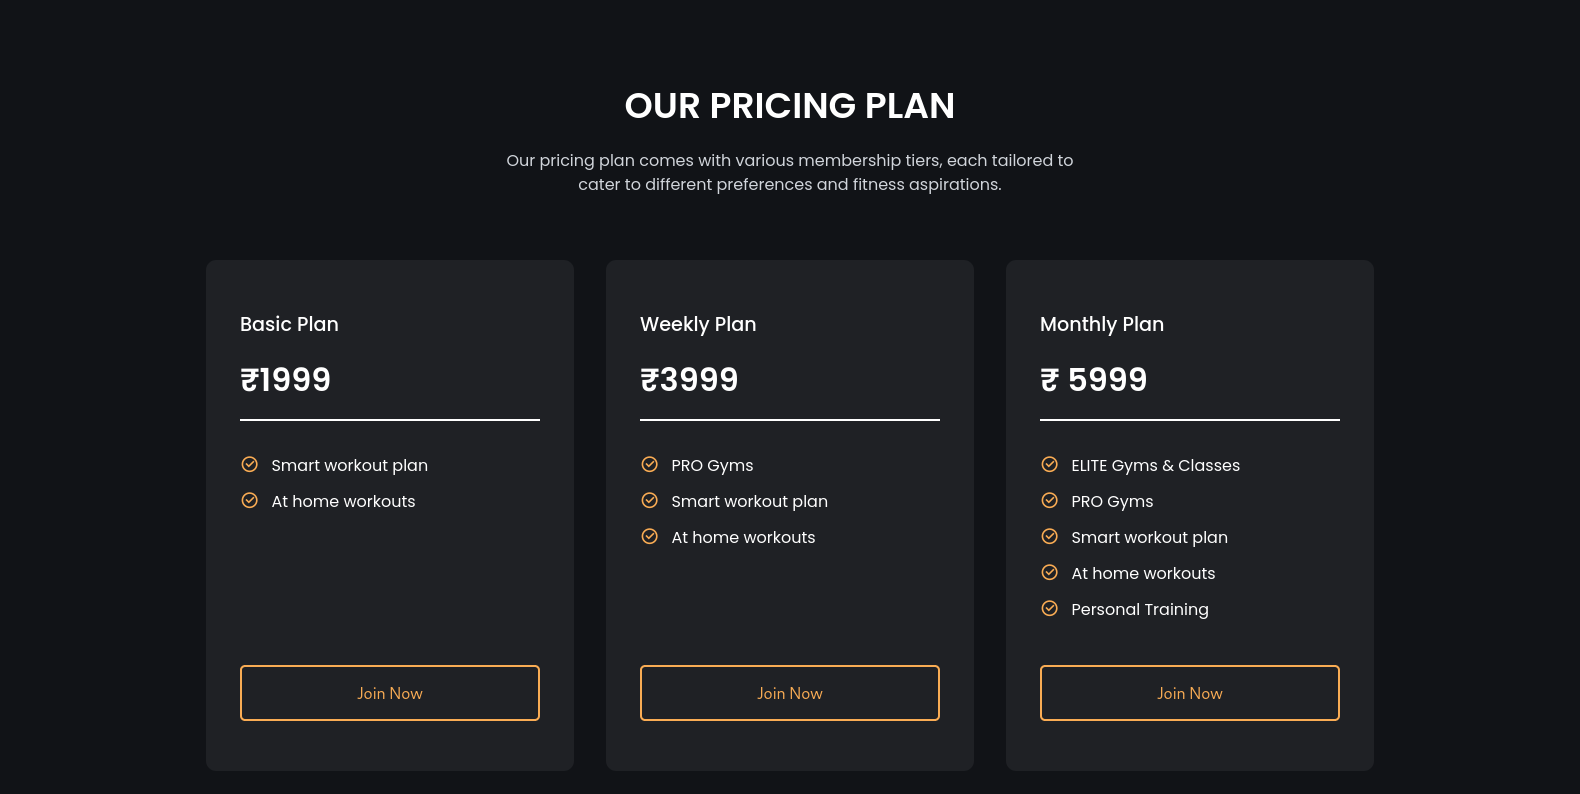 OUR PRICING PLAN
Our pricing plan comes with various membership tiers, each tailored to
cater to different preferences and fitness aspirations.
Basic Plan
₹1999
Smart workout plan
At home workouts
Join Now
Weekly Plan
₹3999
PRO Gyms
Smart workout plan
At home workouts
Join Now
Monthly Plan
₹ 5999
ELITE Gyms & Classes
PRO Gyms
Smart workout plan
At home workouts
Personal Training
Join Now